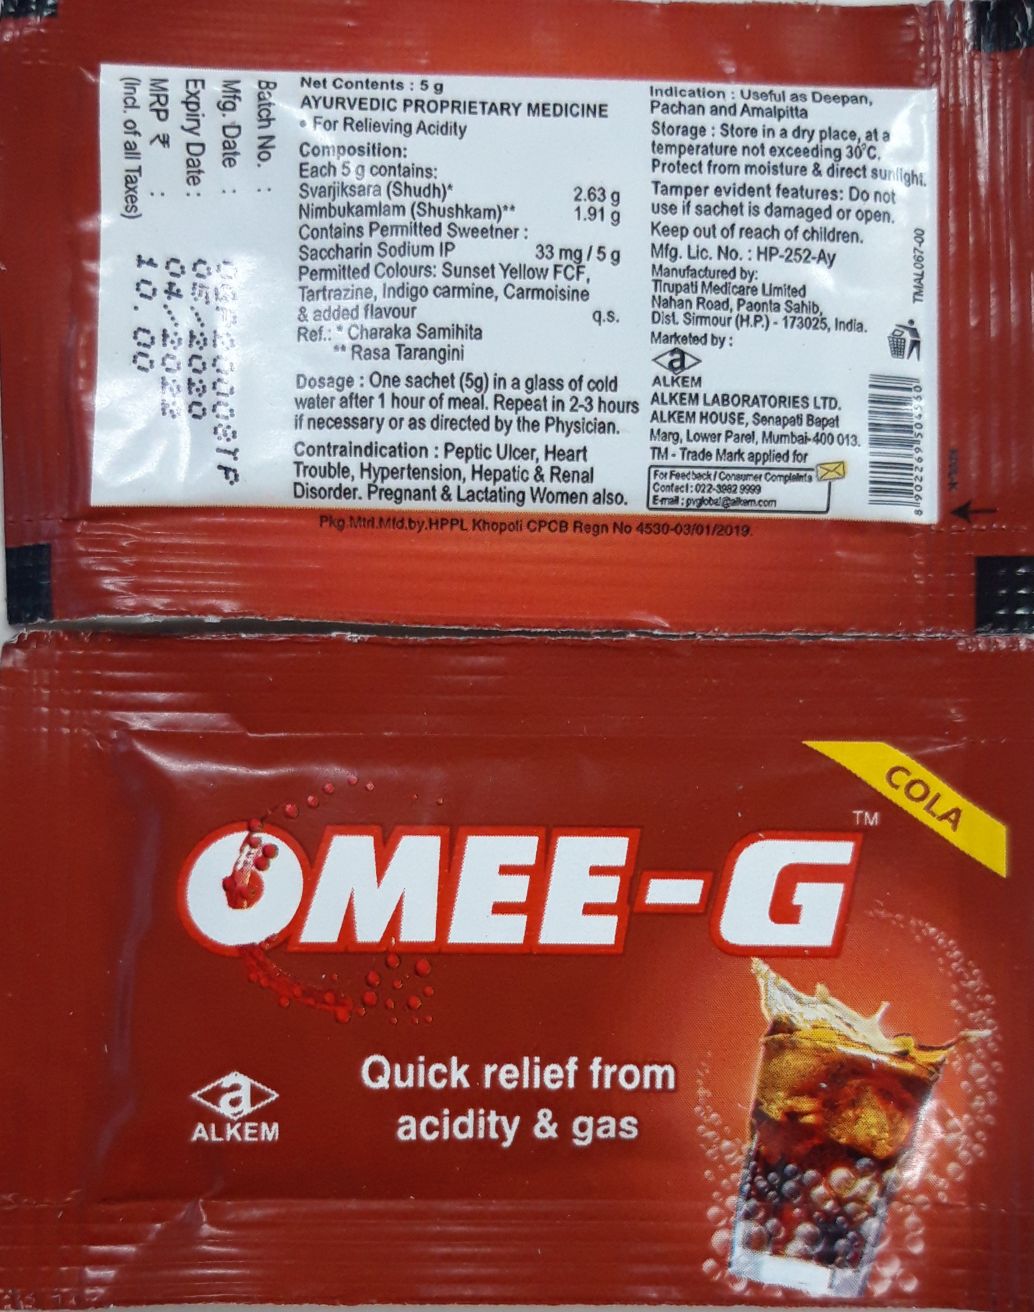 Net Contents : 5 g
AYURVEDIC PROPRIETARY MEDICINE
• For Relieving Acidity
Composition:
Each 5 g contains:
Svarjiksara (Shudh)* 2.63 g
Nimbukamlam (Shushkam)** 1.91 g
Contains Permitted Sweetner :
Saccharin Sodium IP 33 mg / 5 g
Permitted Colours: Sunset Yellow FCF,
Tartrazine, Indigo carmine, Carmoisine
& added flavour q.s.
Ref.: * Charaka Samihita
** Rasa Tarangini
Dosage : One sachet (5g) in a glass of cold
water after 1 hour of meal. Repeat in 2-3 hours
if necessary or as directed by the Physician.
Contraindication : Peptic Ulcer, Heart
Trouble, Hypertension, Hepatic & Renal
Disorder. Pregnant & Lactating Women also.
Indication : Useful as Deepan,
Pachan and Amalpitta
Storage : Store in a dry place, at a
temperature not exceeding 30°C.
Protect from moisture & direct sunlight.
Tamper evident features: Do not
use if sachet is damaged or open.
Keep out of reach of children.
Mfg. Lic. No. : HP-252-Ay
Manufactured by:
Tirupati Medicare Limited
Nahan Road, Paonta Sahib,
Dist. Sirmour (H.P.) - 173025, India.
Marketed by :
a
ALKEM
ALKEM LABORATORIES LTD.
ALKEM HOUSE, Senapati Bapat
Marg, Lower Parel, Mumbai-400 013.
TM - Trade Mark applied for
For Feedback / Consumer Complaints
Contact : 022-3982 9999
E-mail : pvglobal@alkem.com
Batch No. :
Mfg. Date : 05/2020
Expiry Date : 04/2022
MRP ₹ : 10.00
(Incl. of all Taxes)
TMAL067-00
Pkg.Mtrl.Mfd.by.HPPL Khopoli CPCB Regn No 4530-03/01/2019.
COLA
OMEE-G TM
Quick relief from
acidity & gas
a
ALKEM